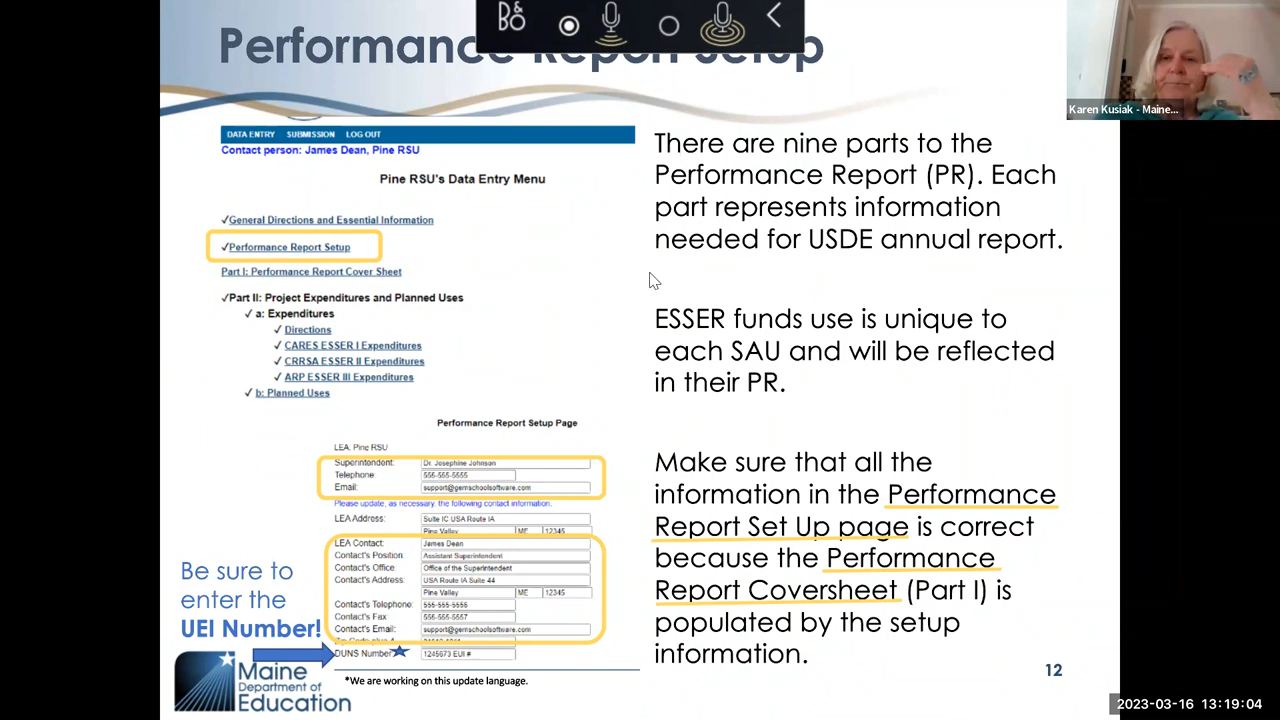 Performance Report Setup
B&O
Karen Kusiak - Maine...
DATA ENTRY SUBMISSION LOG OUT
Contact person: James Dean, Pine RSU
Pine RSU's Data Entry Menu
✓General Directions and Essential Information
✓Performance Report Setup
Part I: Performance Report Cover Sheet
✓Part II: Project Expenditures and Planned Uses
✓ a: Expenditures
✓ Directions
✓ CARES ESSER I Expenditures
✓ CRRSA ESSER II Expenditures
✓ ARP ESSER III Expenditures
✓ b: Planned Uses
Performance Report Setup Page
LEA: Pine RSU
Superintendent: Dr. Josephine Johnson
Telephone: 555-555-5555
Email: support@gemschoolsoftware.com
Please update, as necessary, the following contact information.
LEA Address: Suite IC USA Route IA
Pine Valley ME 12345
LEA Contact: James Dean
Contact's Position: Assistant Superintendent
Contact's Office: Office of the Superintendent
Contact's Address: USA Route IA Suite 44
Pine Valley ME 12345
Contact's Telephone: 555-555-5556
Contact's Fax: 555-555-5557
Contact's Email: support@gemschoolsoftware.com
DUNS Number 1245673 EUI #
*We are working on this update language.
Be sure to
enter the
UEI Number!
Maine
Department of
Education
There are nine parts to the
Performance Report (PR). Each
part represents information
needed for USDE annual report.
ESSER funds use is unique to
each SAU and will be reflected
in their PR.
Make sure that all the
information in the Performance
Report Set Up page is correct
because the Performance
Report Coversheet (Part I) is
populated by the setup
information.
12
2023-03-16 13:19:04